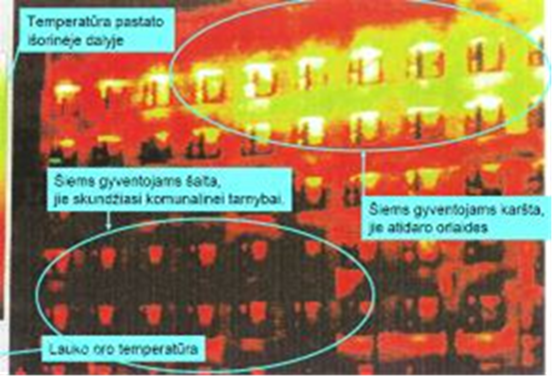 Temperatūra pastato
išorinėje dalyje
Šiems gyventojams šalta,
jie skundžiasi komunalinei tarnybai.
Šiems gyventojams karšta,
jie atidaro orlaides
Lauko oro temperatūra